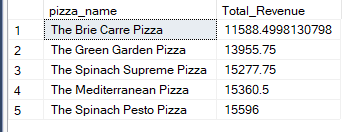 pizza_name Total_Revenue
1 The Brie Carre Pizza 11588.4998130798
2 The Green Garden Pizza 13955.75
3 The Spinach Supreme Pizza 15277.75
4 The Mediterranean Pizza 15360.5
5 The Spinach Pesto Pizza 15596